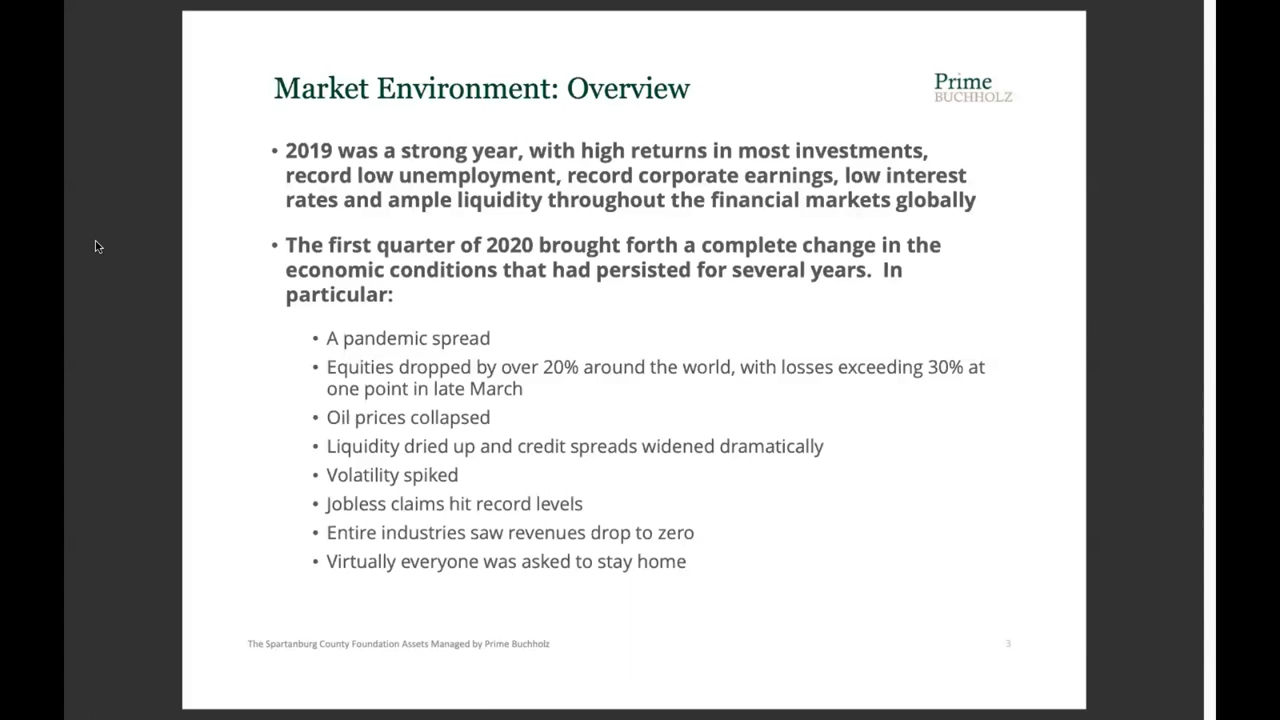 Market Environment: Overview
Prime
BUCHHOLZ
• 2019 was a strong year, with high returns in most investments,
record low unemployment, record corporate earnings, low interest
rates and ample liquidity throughout the financial markets globally
• The first quarter of 2020 brought forth a complete change in the
economic conditions that had persisted for several years.  In
particular:
• A pandemic spread
• Equities dropped by over 20% around the world, with losses exceeding 30% at
one point in late March
• Oil prices collapsed
• Liquidity dried up and credit spreads widened dramatically
• Volatility spiked
• Jobless claims hit record levels
• Entire industries saw revenues drop to zero
• Virtually everyone was asked to stay home
The Spartanburg County Foundation Assets Managed by Prime Buchholz
3